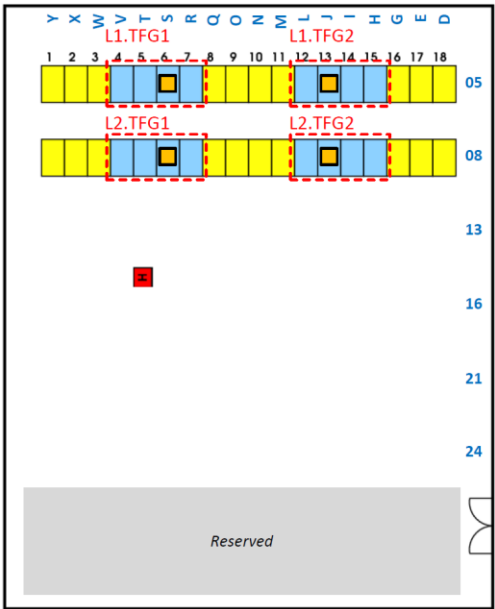 Y X W V T S R Q O N M L J I H G E D
L1.TFG1 L1.TFG2
1 2 3 4 5 6 7 8 9 10 11 12 13 14 15 16 17 18
05
L2.TFG1 L2.TFG2
08
13
H
16
21
24
Reserved